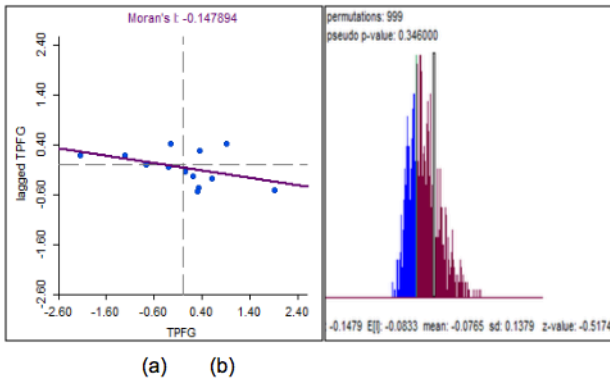 Moran's I: -0.147894
2.40
1.40
0.40
-0.60
-1.60
-2.60
lagged TPFG
-2.60 -1.60 -0.60 0.40 1.40 2.40
TPFG
permutations: 999
pseudo p-value: 0.346000
: -0.1479 E[I]: -0.0833 mean: -0.0765 sd: 0.1379 z-value: -0.5174
(a) (b)